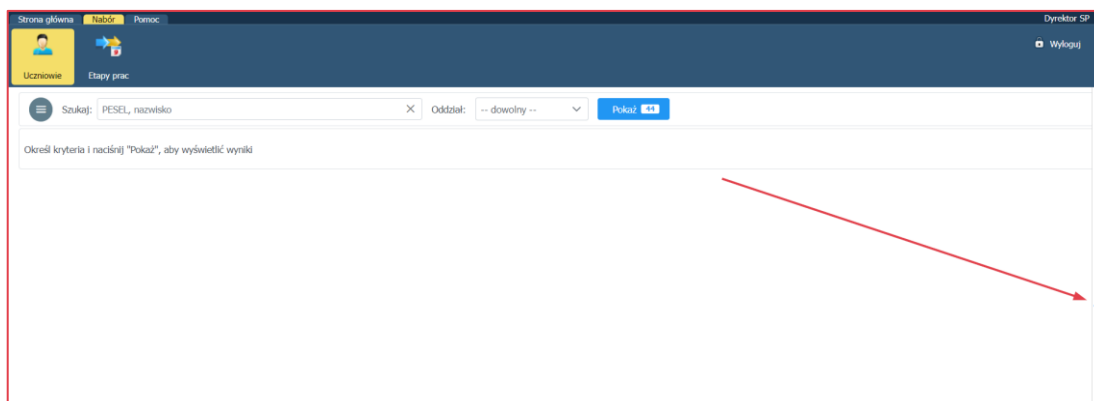 Strona główna Nabór Pomoc Dyrektor SP
Wyloguj
Uczniowie Etapy prac
Szukaj: PESEL, nazwisko Oddział: -- dowolny -- Pokaż 44
Określ kryteria i naciśnij "Pokaż", aby wyświetlić wyniki